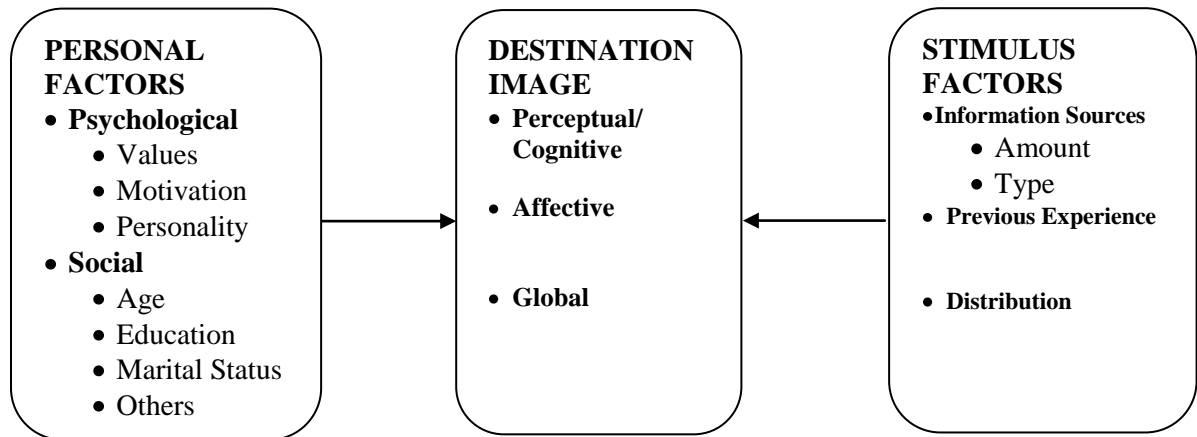 PERSONAL
FACTORS
• Psychological
• Values
• Motivation
• Personality
• Social
• Age
• Education
• Marital Status
• Others
DESTINATION
IMAGE
• Perceptual/
Cognitive
• Affective
• Global
STIMULUS
FACTORS
•Information Sources
• Amount
• Type
• Previous Experience
• Distribution